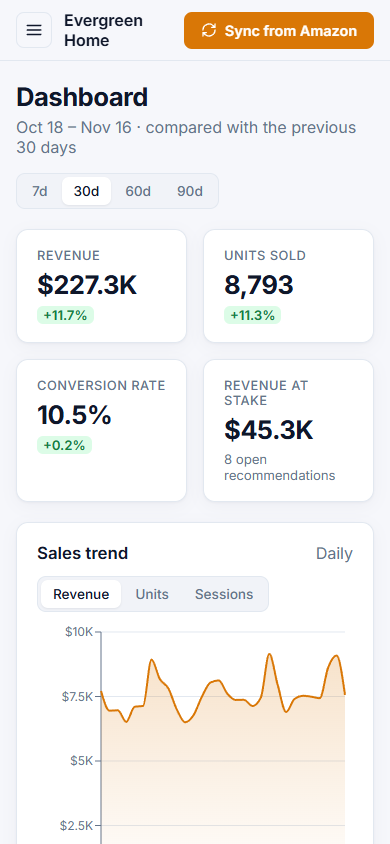 Evergreen
Home
Sync from Amazon
Dashboard
Oct 18 – Nov 16 · compared with the previous
30 days
7d
30d
60d
90d
REVENUE
$227.3K
+11.7%
UNITS SOLD
8,793
+11.3%
CONVERSION RATE
10.5%
+0.2%
REVENUE AT
STAKE
$45.3K
8 open
recommendations
Sales trend
Daily
Revenue
Units
Sessions
$10K
$7.5K
$5K
$2.5K